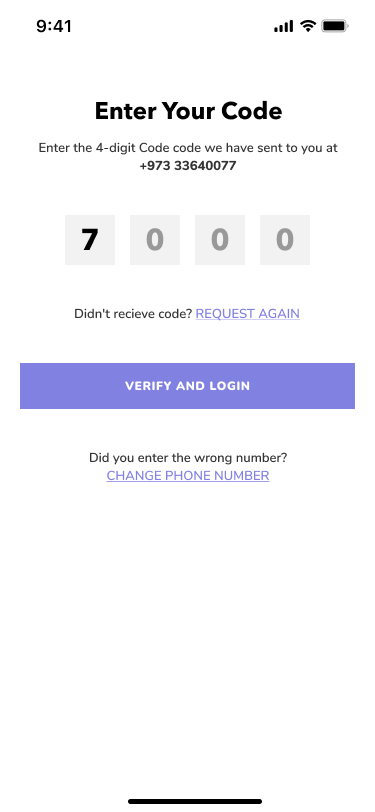 9:41
Enter Your Code
Enter the 4-digit Code code we have sent to you at
+973 33640077
7 0 0 0
Didn't recieve code? REQUEST AGAIN
VERIFY AND LOGIN
Did you enter the wrong number?
CHANGE PHONE NUMBER